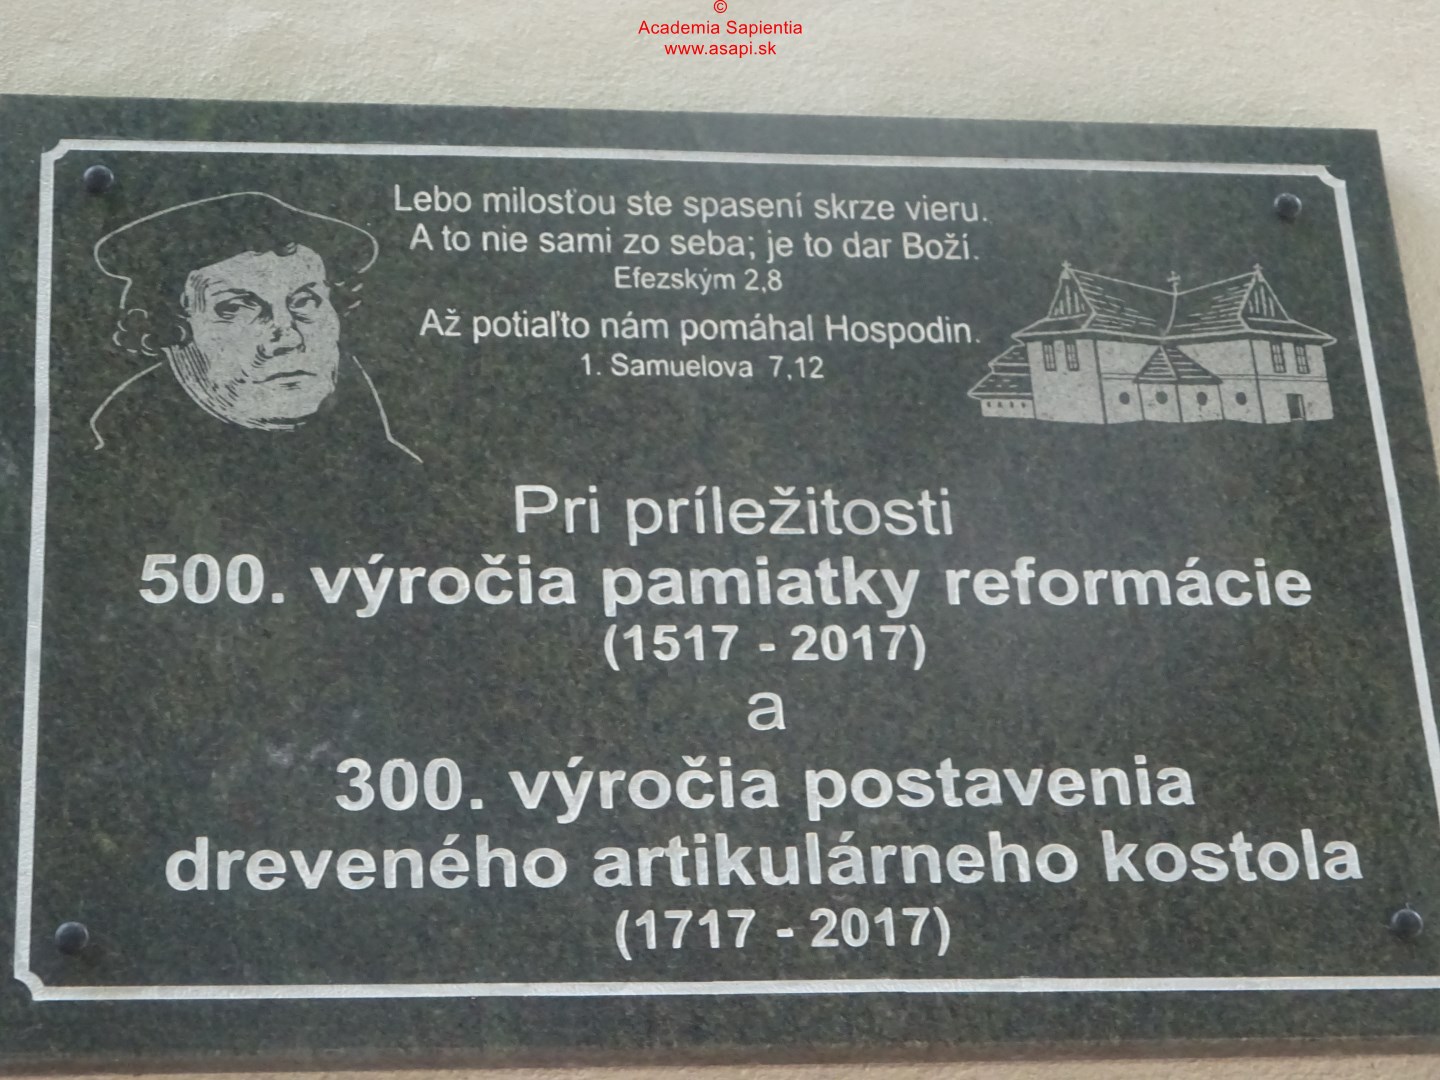 ©
Academia Sapientia
www.asapi.sk
Lebo milosťou ste spasení skrze vieru.
A to nie sami zo seba; je to dar Boží.
Efezským 2,8
Až potiaľto nám pomáhal Hospodin.
1. Samuelova 7,12
Pri príležitosti
500. výročia pamiatky reformácie
(1517 - 2017)
a
300. výročia postavenia
dreveného artikulárneho kostola
(1717 - 2017)